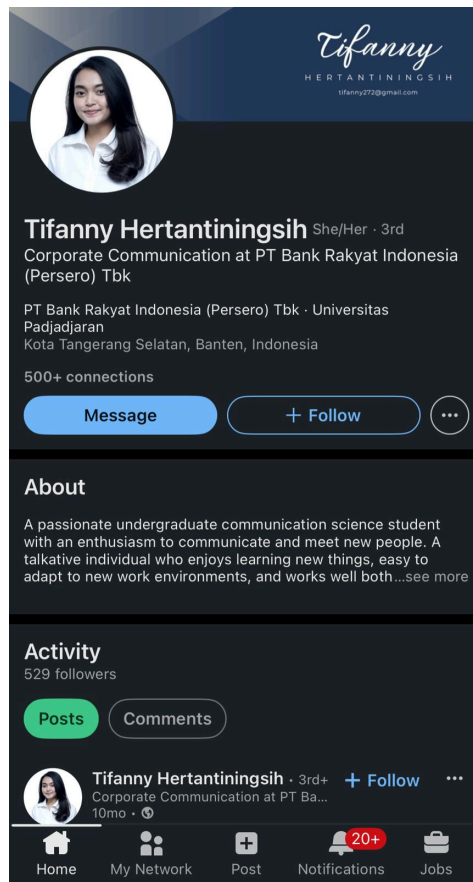 Tifanny
HERTANTININGSIH
tifanny272@gmail.com
Tifanny Hertantiningsih She/Her · 3rd
Corporate Communication at PT Bank Rakyat Indonesia
(Persero) Tbk
PT Bank Rakyat Indonesia (Persero) Tbk · Universitas
Padjadjaran
Kota Tangerang Selatan, Banten, Indonesia
500+ connections
Message
+ Follow
About
A passionate undergraduate communication science student
with an enthusiasm to communicate and meet new people. A
talkative individual who enjoys learning new things, easy to
adapt to new work environments, and works well both ...see more
Activity
529 followers
Posts
Comments
Tifanny Hertantiningsih · 3rd+
+ Follow
Corporate Communication at PT Ba...
10mo ·
20+
Home
My Network
Post
Notifications
Jobs